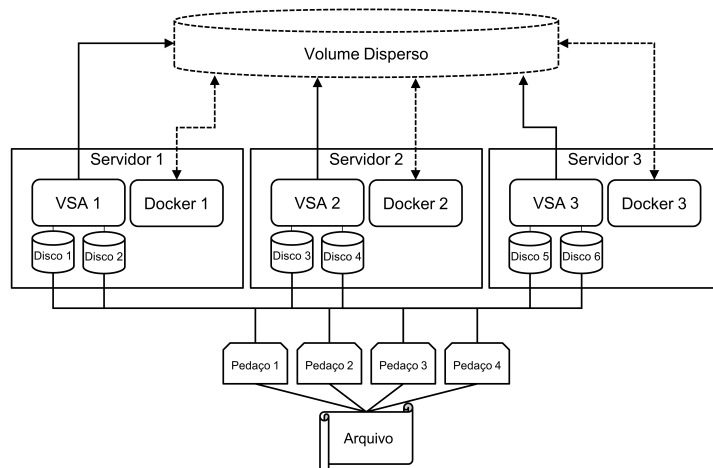 Volume Disperso
Servidor 1
Servidor 2
Servidor 3
VSA 1
Docker 1
VSA 2
Docker 2
VSA 3
Docker 3
Disco 1
Disco 2
Disco 3
Disco 4
Disco 5
Disco 6
Pedaço 1
Pedaço 2
Pedaço 3
Pedaço 4
Arquivo